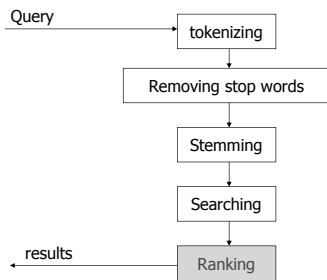 Query
tokenizing
Removing stop words
Stemming
Searching
results
Ranking